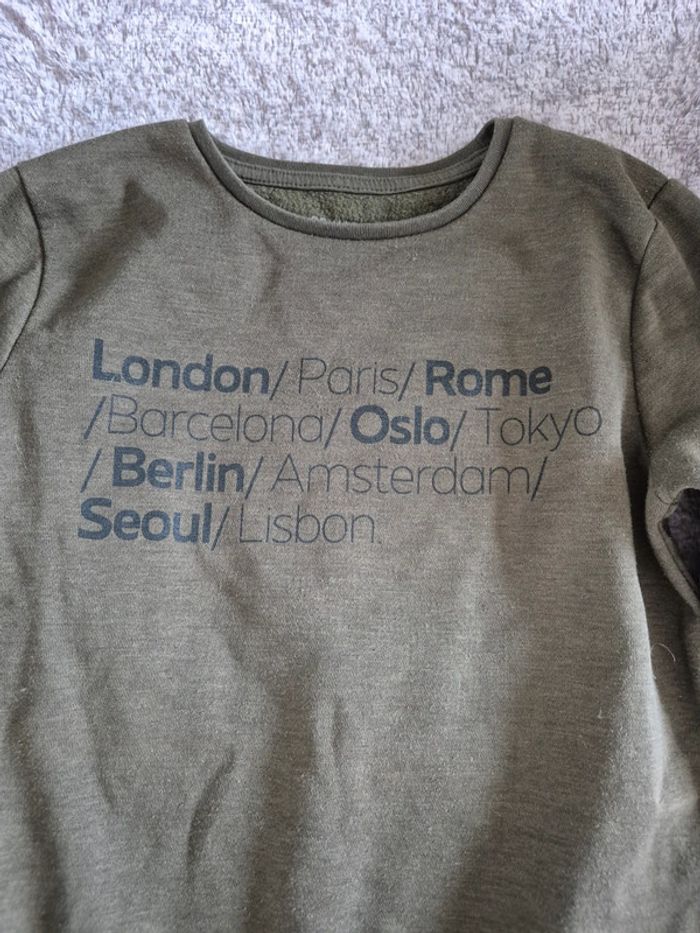 London/Paris/Rome
/Barcelona/Oslo/Tokyo
/Berlin/Amsterdam/
Seoul/Lisbon.